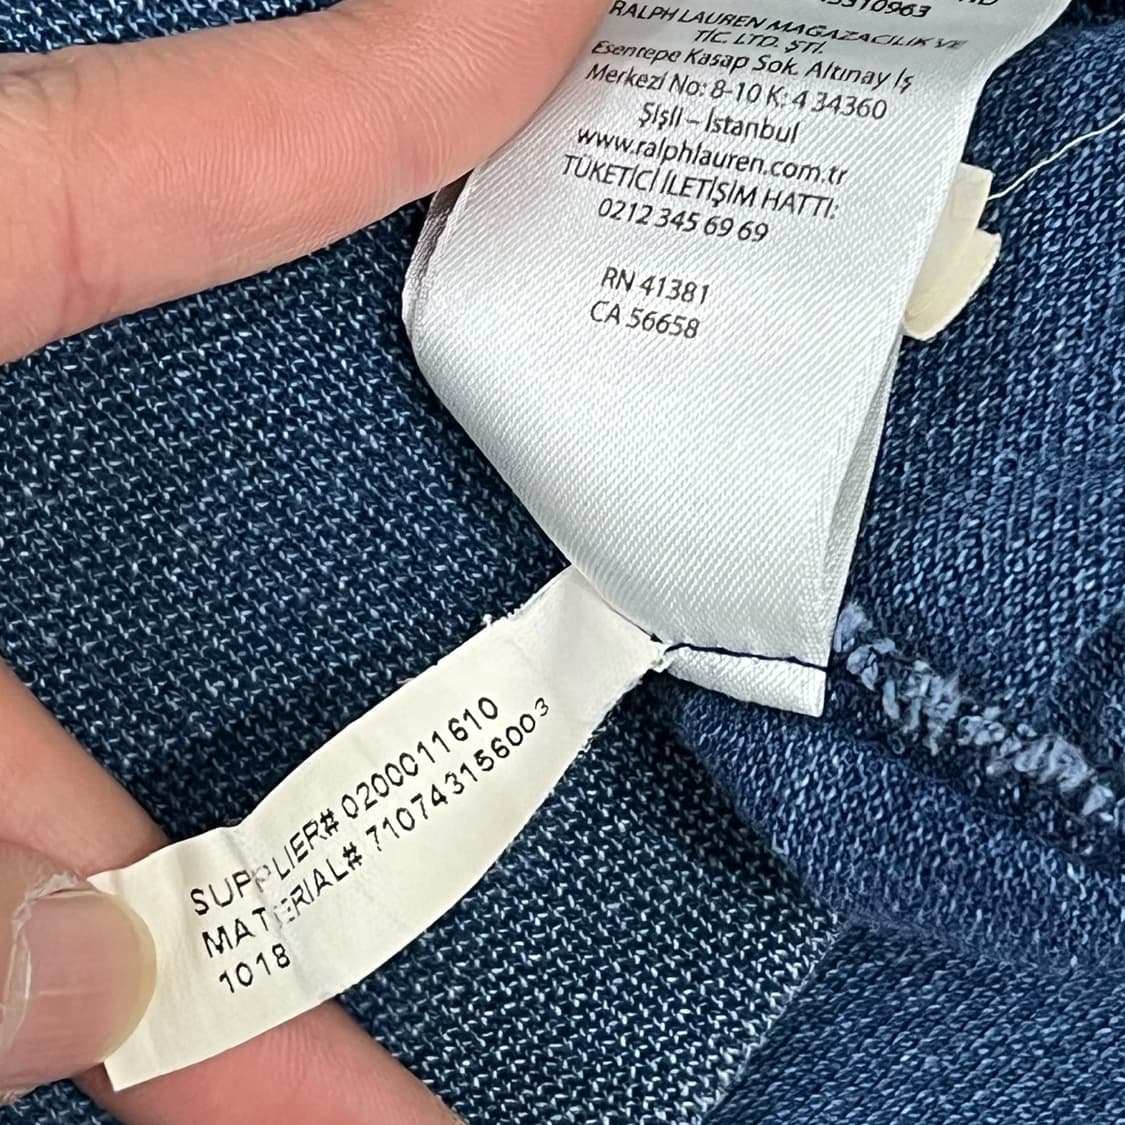 RALPH LAUREN MAĞAZACILIK VE
TİC. LTD. ŞTİ.
Esentepe Kasap Sok. Altınay İş
Merkezi No: 8-10 K: 4 34360
Şişli – İstanbul
www.ralphlauren.com.tr
TÜKETİCİ İLETİŞİM HATTI:
0212 345 69 69
RN 41381
CA 56658
SUPPLIER# 0200011610
MATERIAL# 710743156003
1018